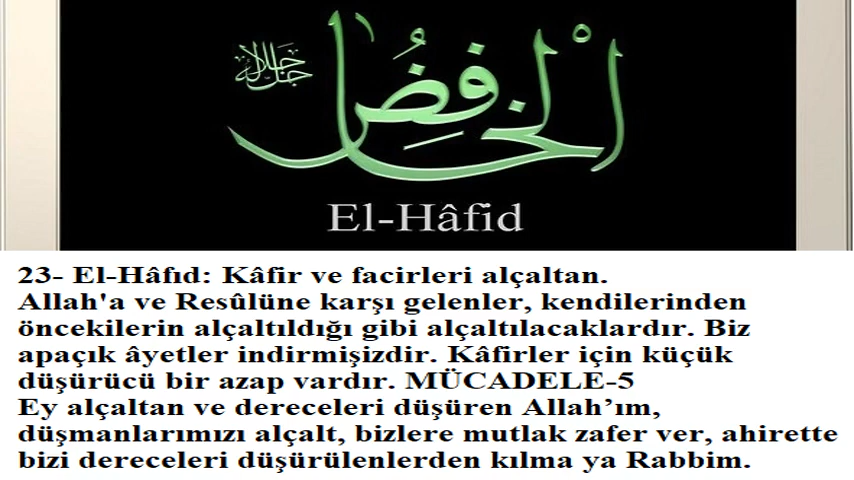 الخافض
جل جلاله
El-Hâfid
23- El-Hâfıd: Kâfir ve facirleri alçaltan.
Allah'a ve Resûlüne karşı gelenler, kendilerinden
öncekilerin alçaltıldığı gibi alçaltılacaklardır. Biz
apaçık âyetler indirmişizdir. Kâfirler için küçük
düşürücü bir azap vardır. MÜCADELE-5
Ey alçaltan ve dereceleri düşüren Allah’ım,
düşmanlarımızı alçalt, bizlere mutlak zafer ver, ahirette
bizi dereceleri düşürülenlerden kılma ya Rabbim.